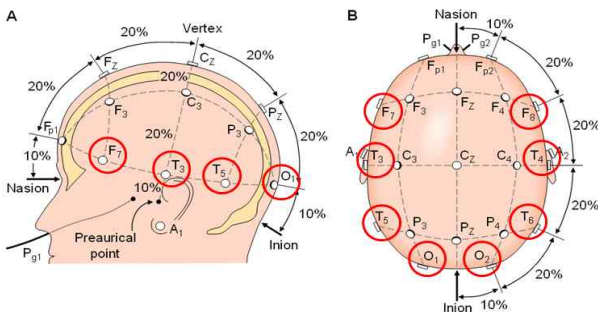 A
Vertex
20%
20%
Fz
Cz
20%
20%
20%
F3
C3
Pz
Fp1
P3
20%
10%
F7
T3
T5
O1
Nasion
10%
10%
Preaurical
point
A1
Inion
Pg1
B
Nasion
10%
Pg1
Pg2
20%
Fp1
Fp2
F7
F3
Fz
F4
F8
20%
A1
T3
C3
Cz
C4
T4
A2
20%
T5
P3
Pz
P4
T6
O1
O2
20%
Inion
10%